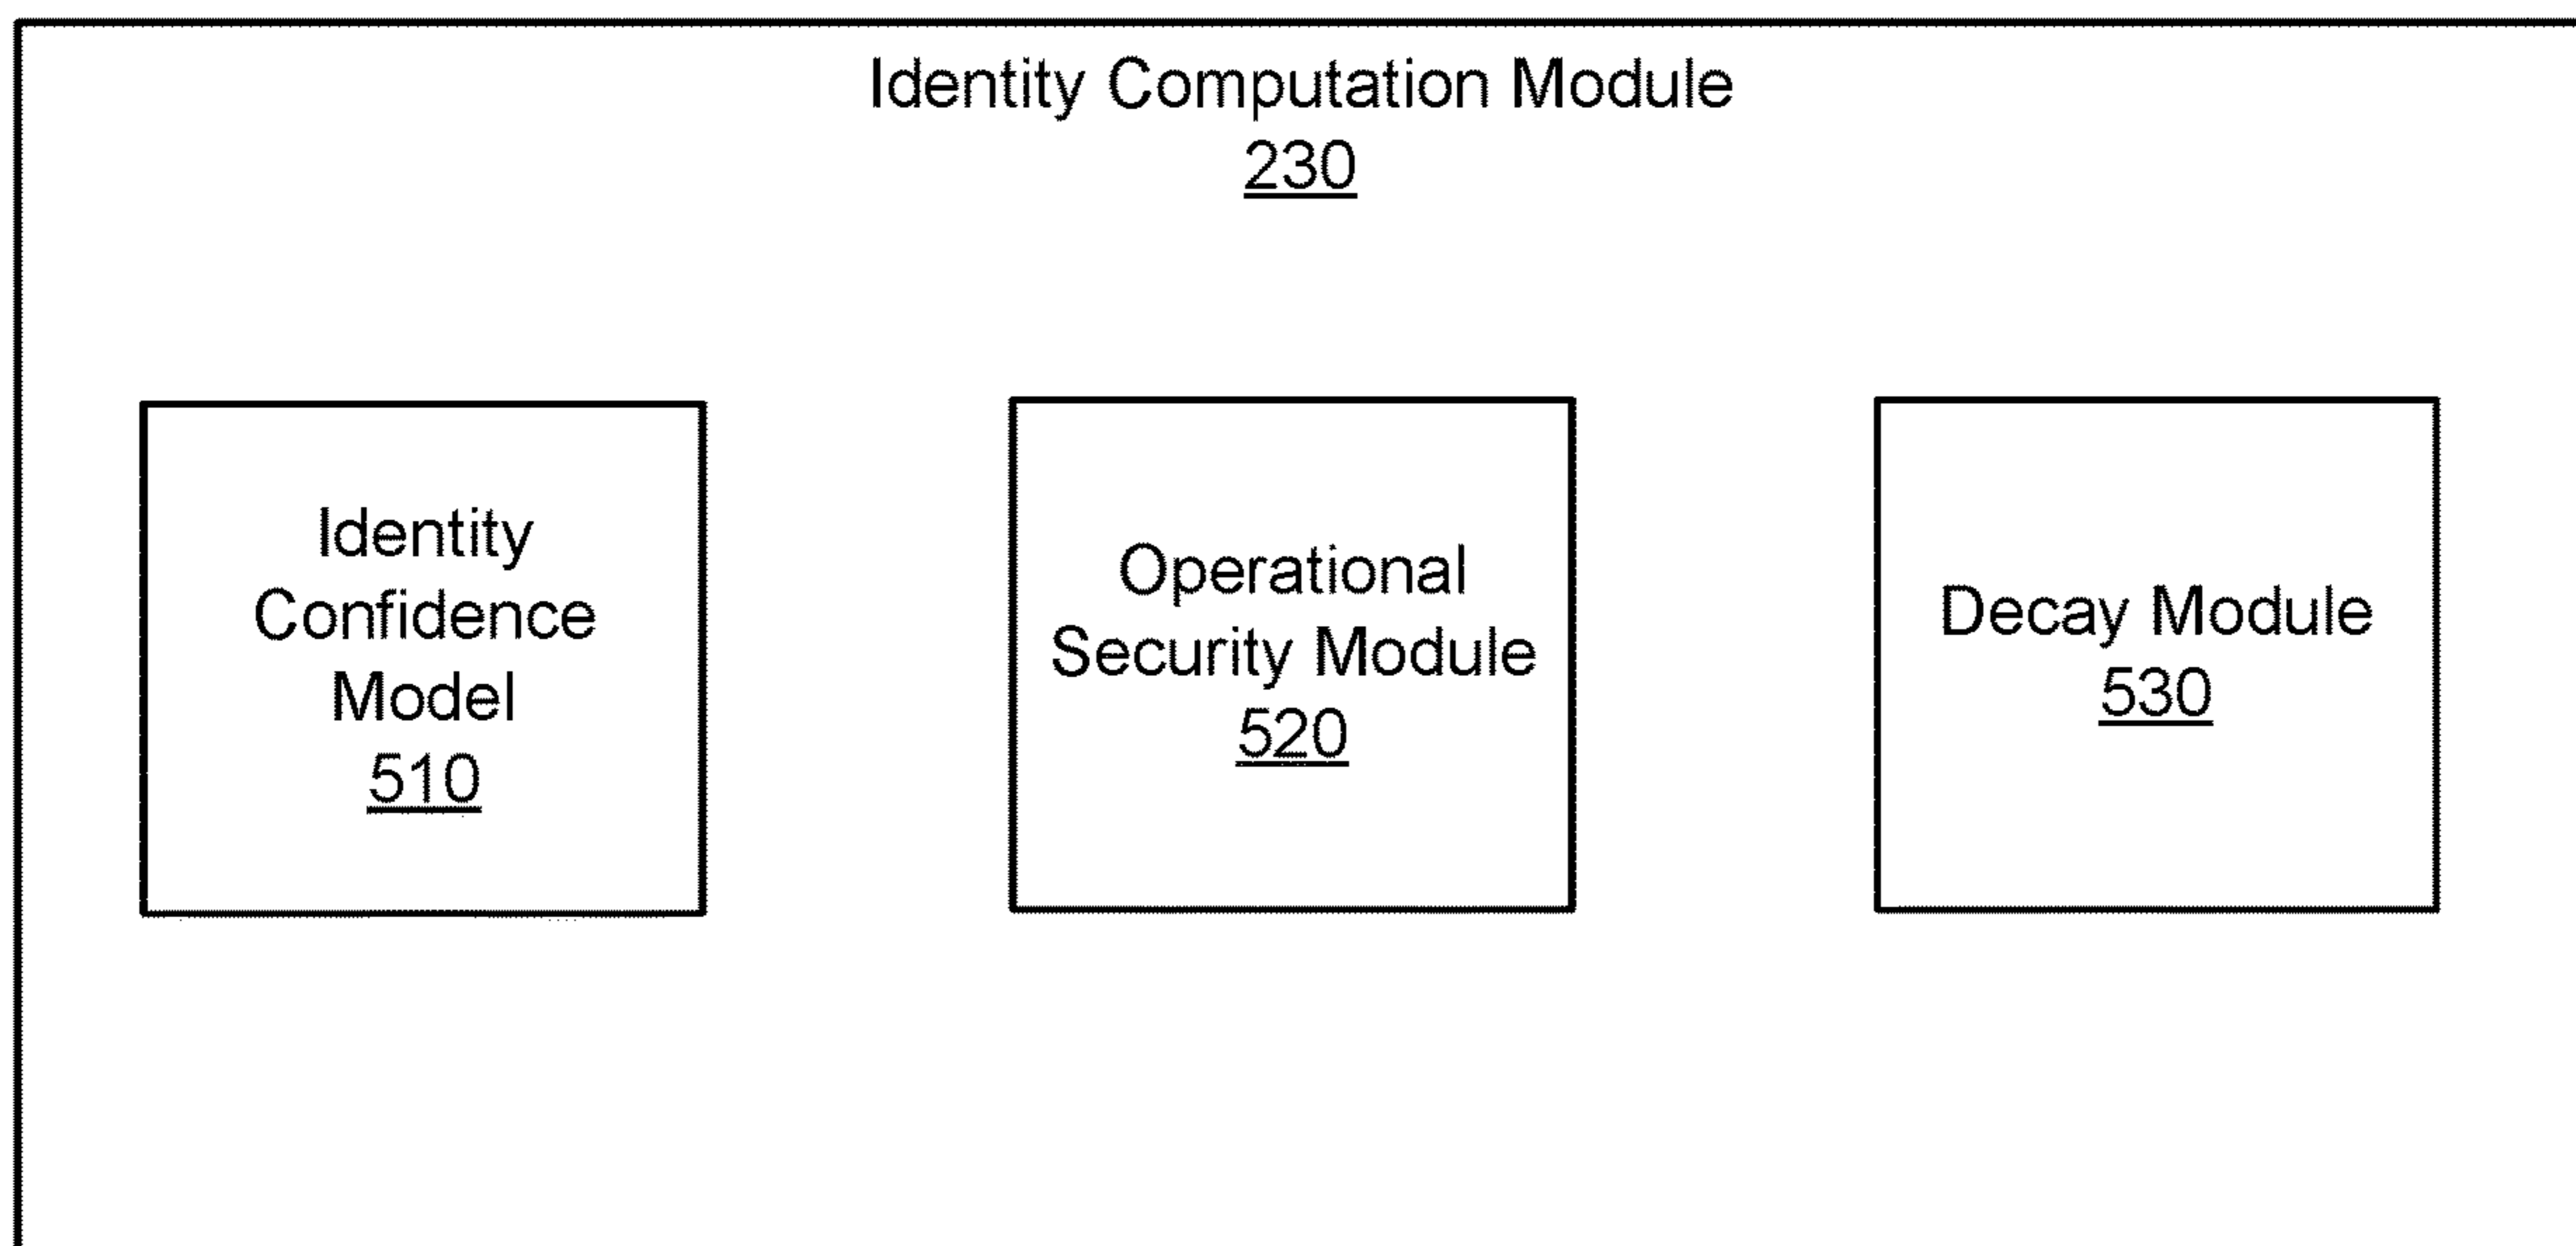 Identity Computation Module
230
Identity
Confidence
Model
510
Operational
Security Module
520
Decay Module
530